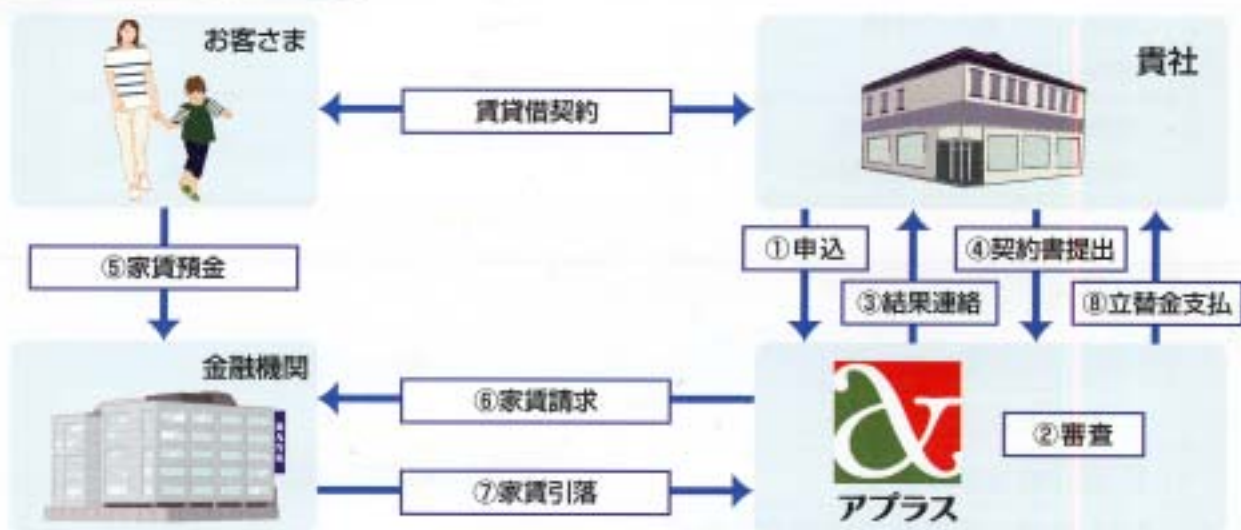 お客さま
貴社
賃貸借契約
①申込
④契約書提出
⑤家賃預金
③結果連絡
⑧立替金支払
金融機関
⑥家賃請求
②審査
⑦家賃引落
アプラス